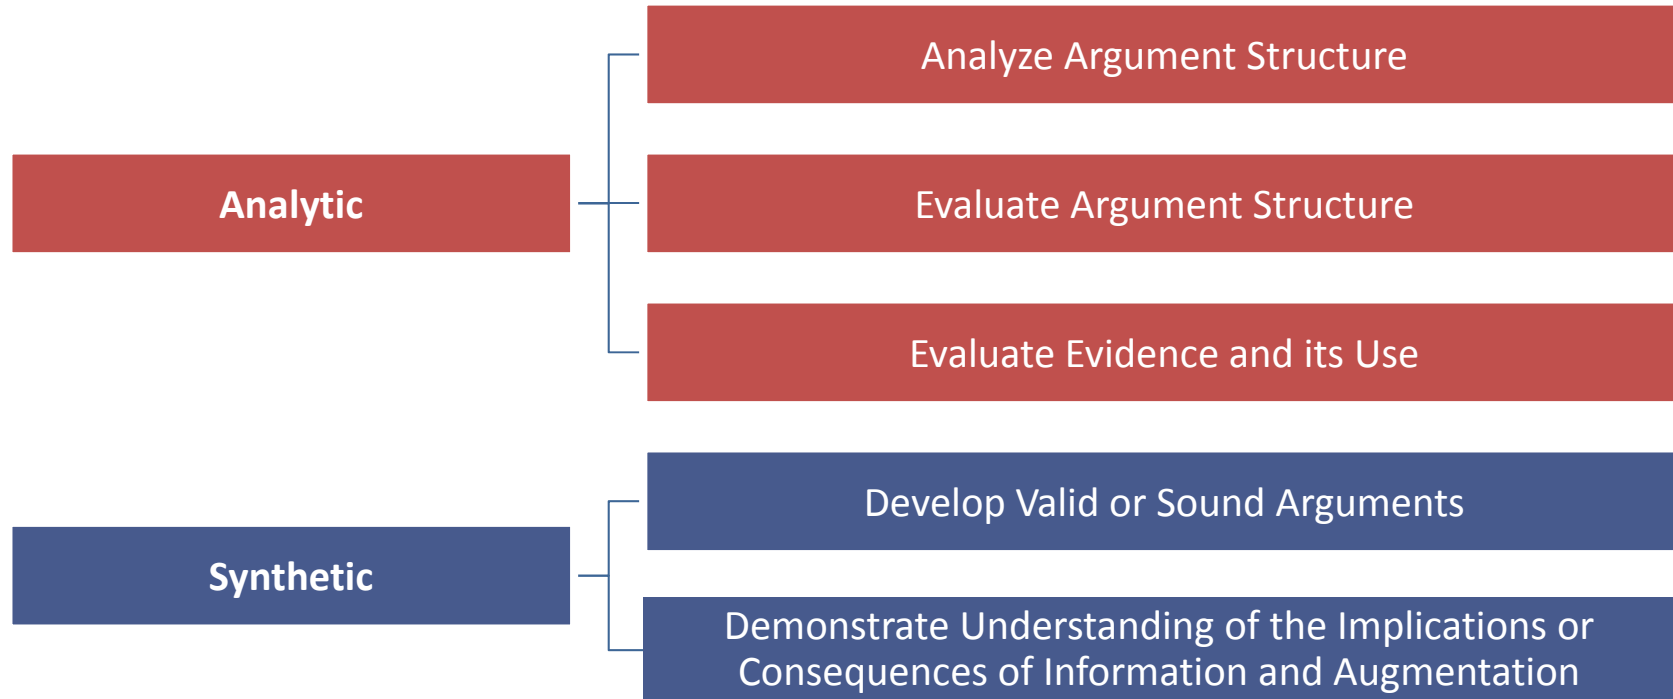 Analytic
Analyze Argument Structure
Evaluate Argument Structure
Evaluate Evidence and its Use
Synthetic
Develop Valid or Sound Arguments
Demonstrate Understanding of the Implications or
Consequences of Information and Augmentation